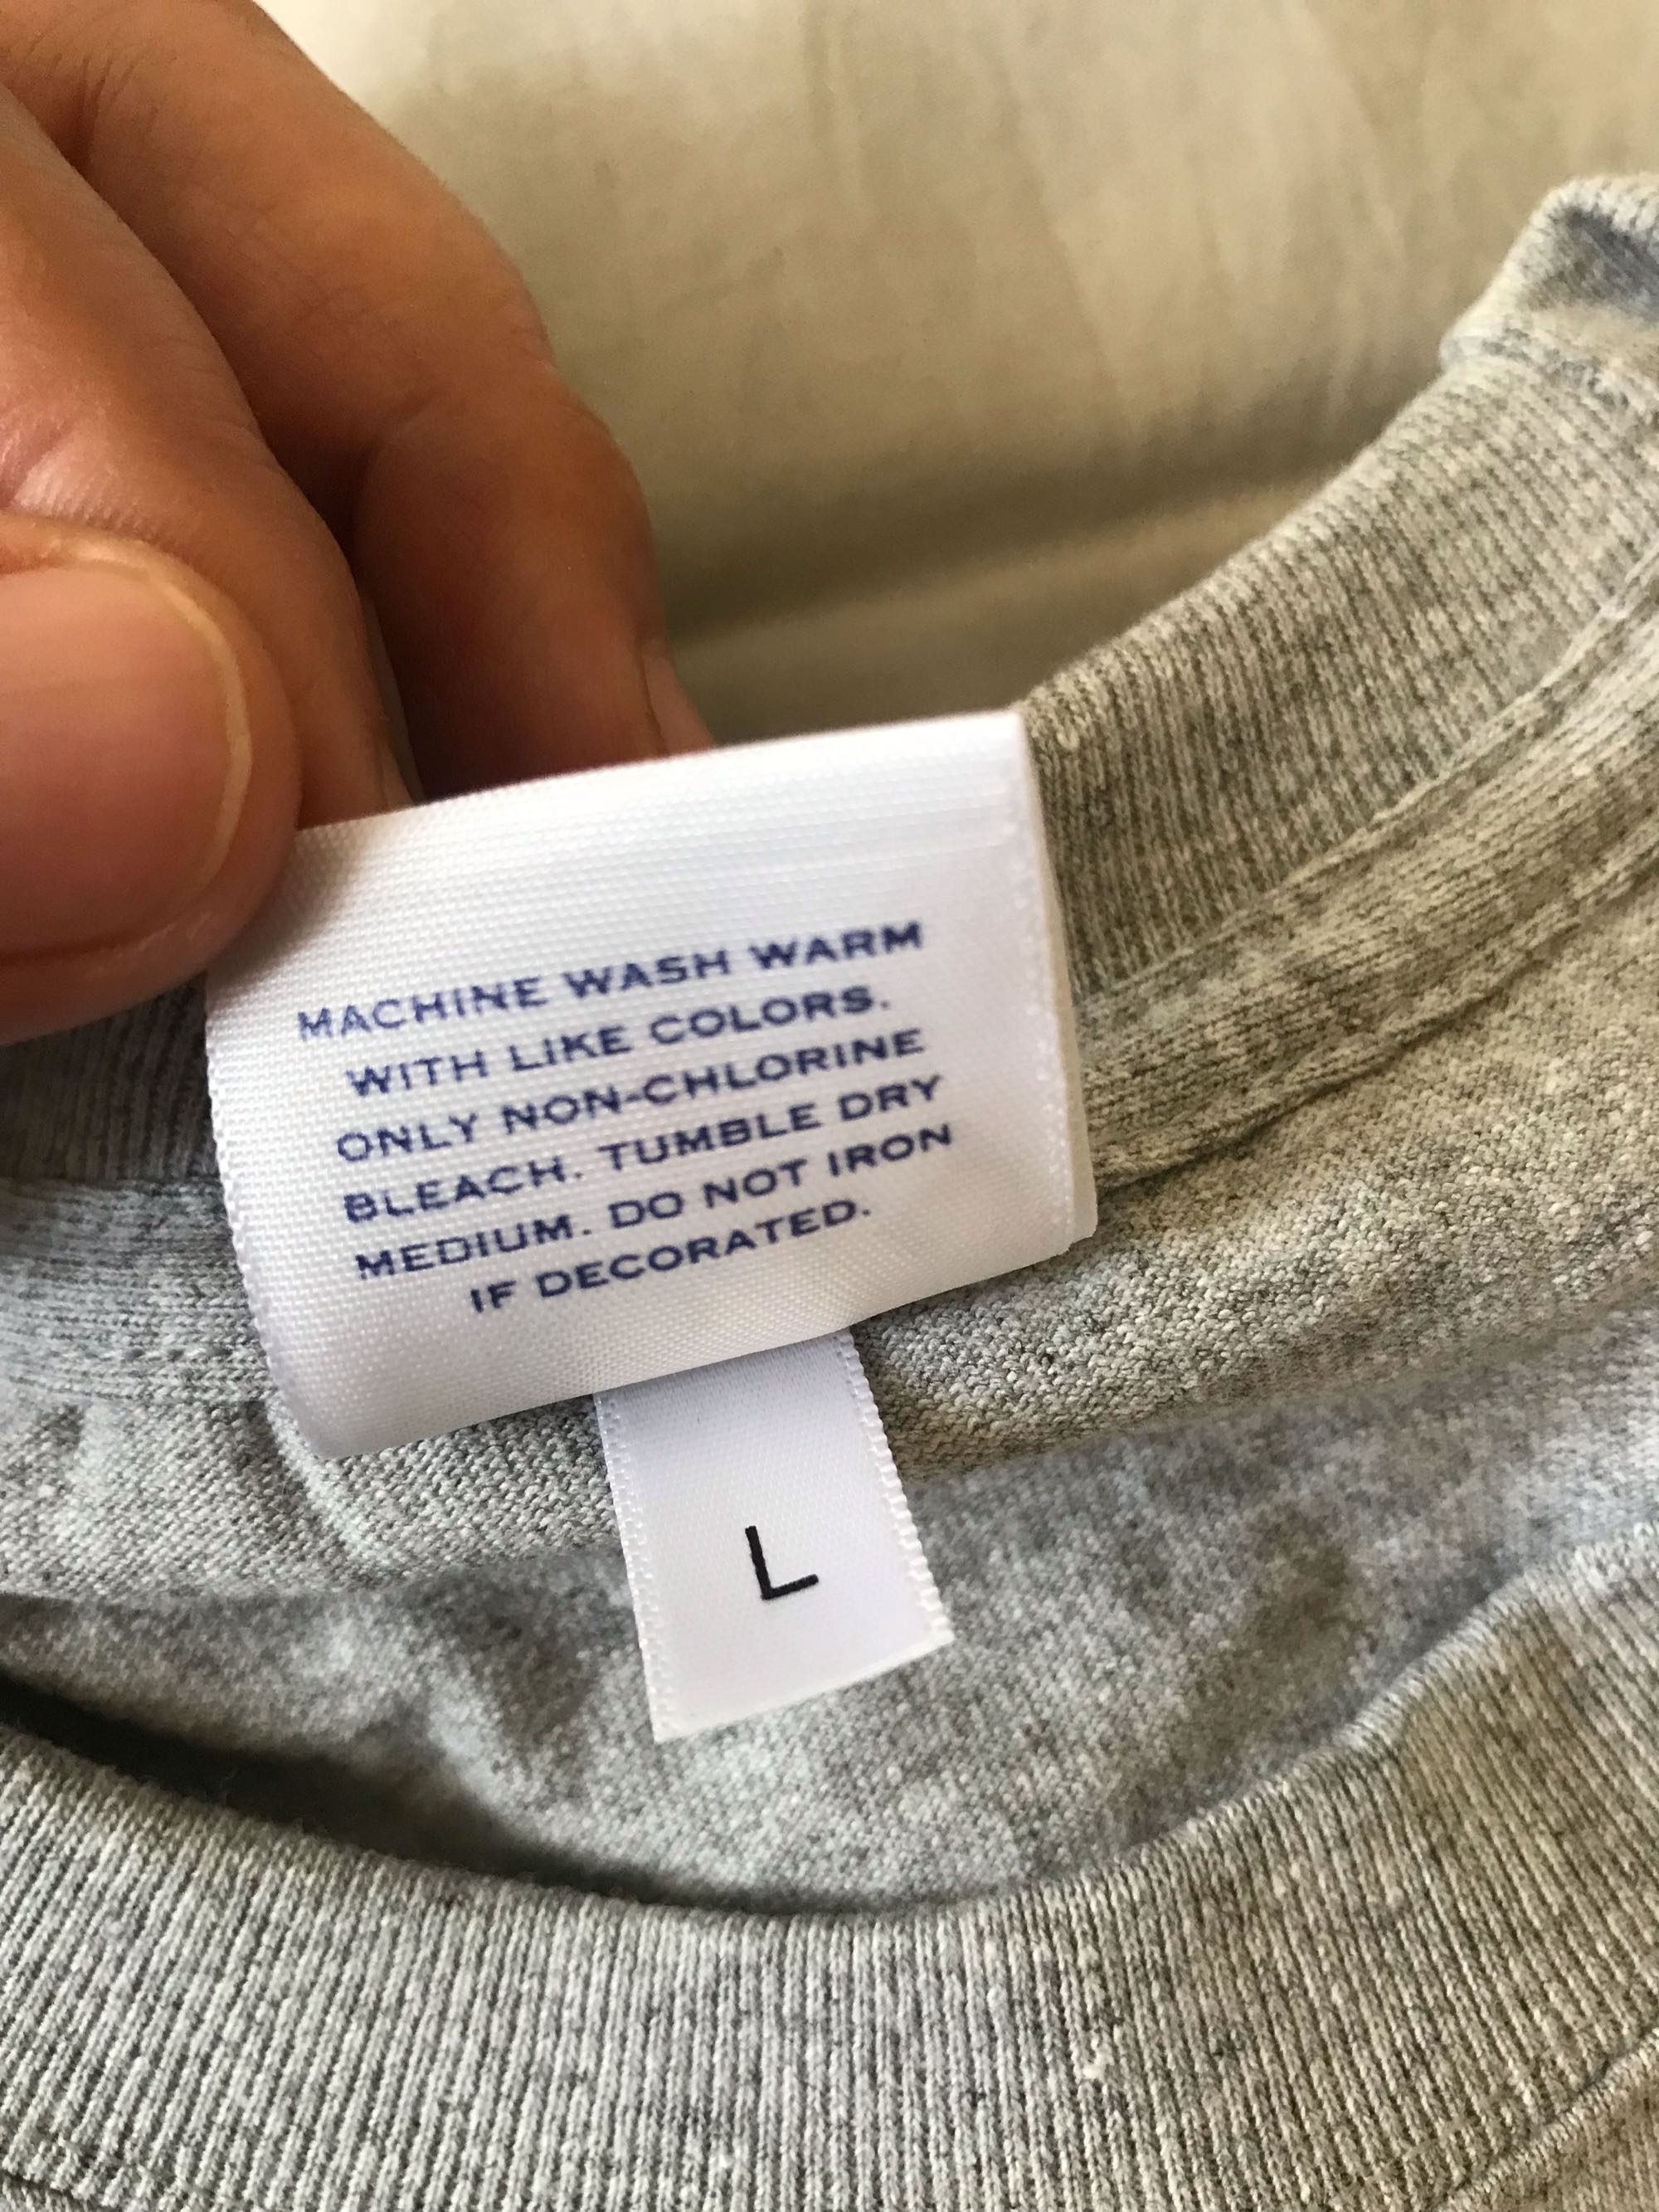 MACHINE WASH WARM
WITH LIKE COLORS.
ONLY NON-CHLORINE
BLEACH. TUMBLE DRY
MEDIUM. DO NOT IRON
IF DECORATED.
L